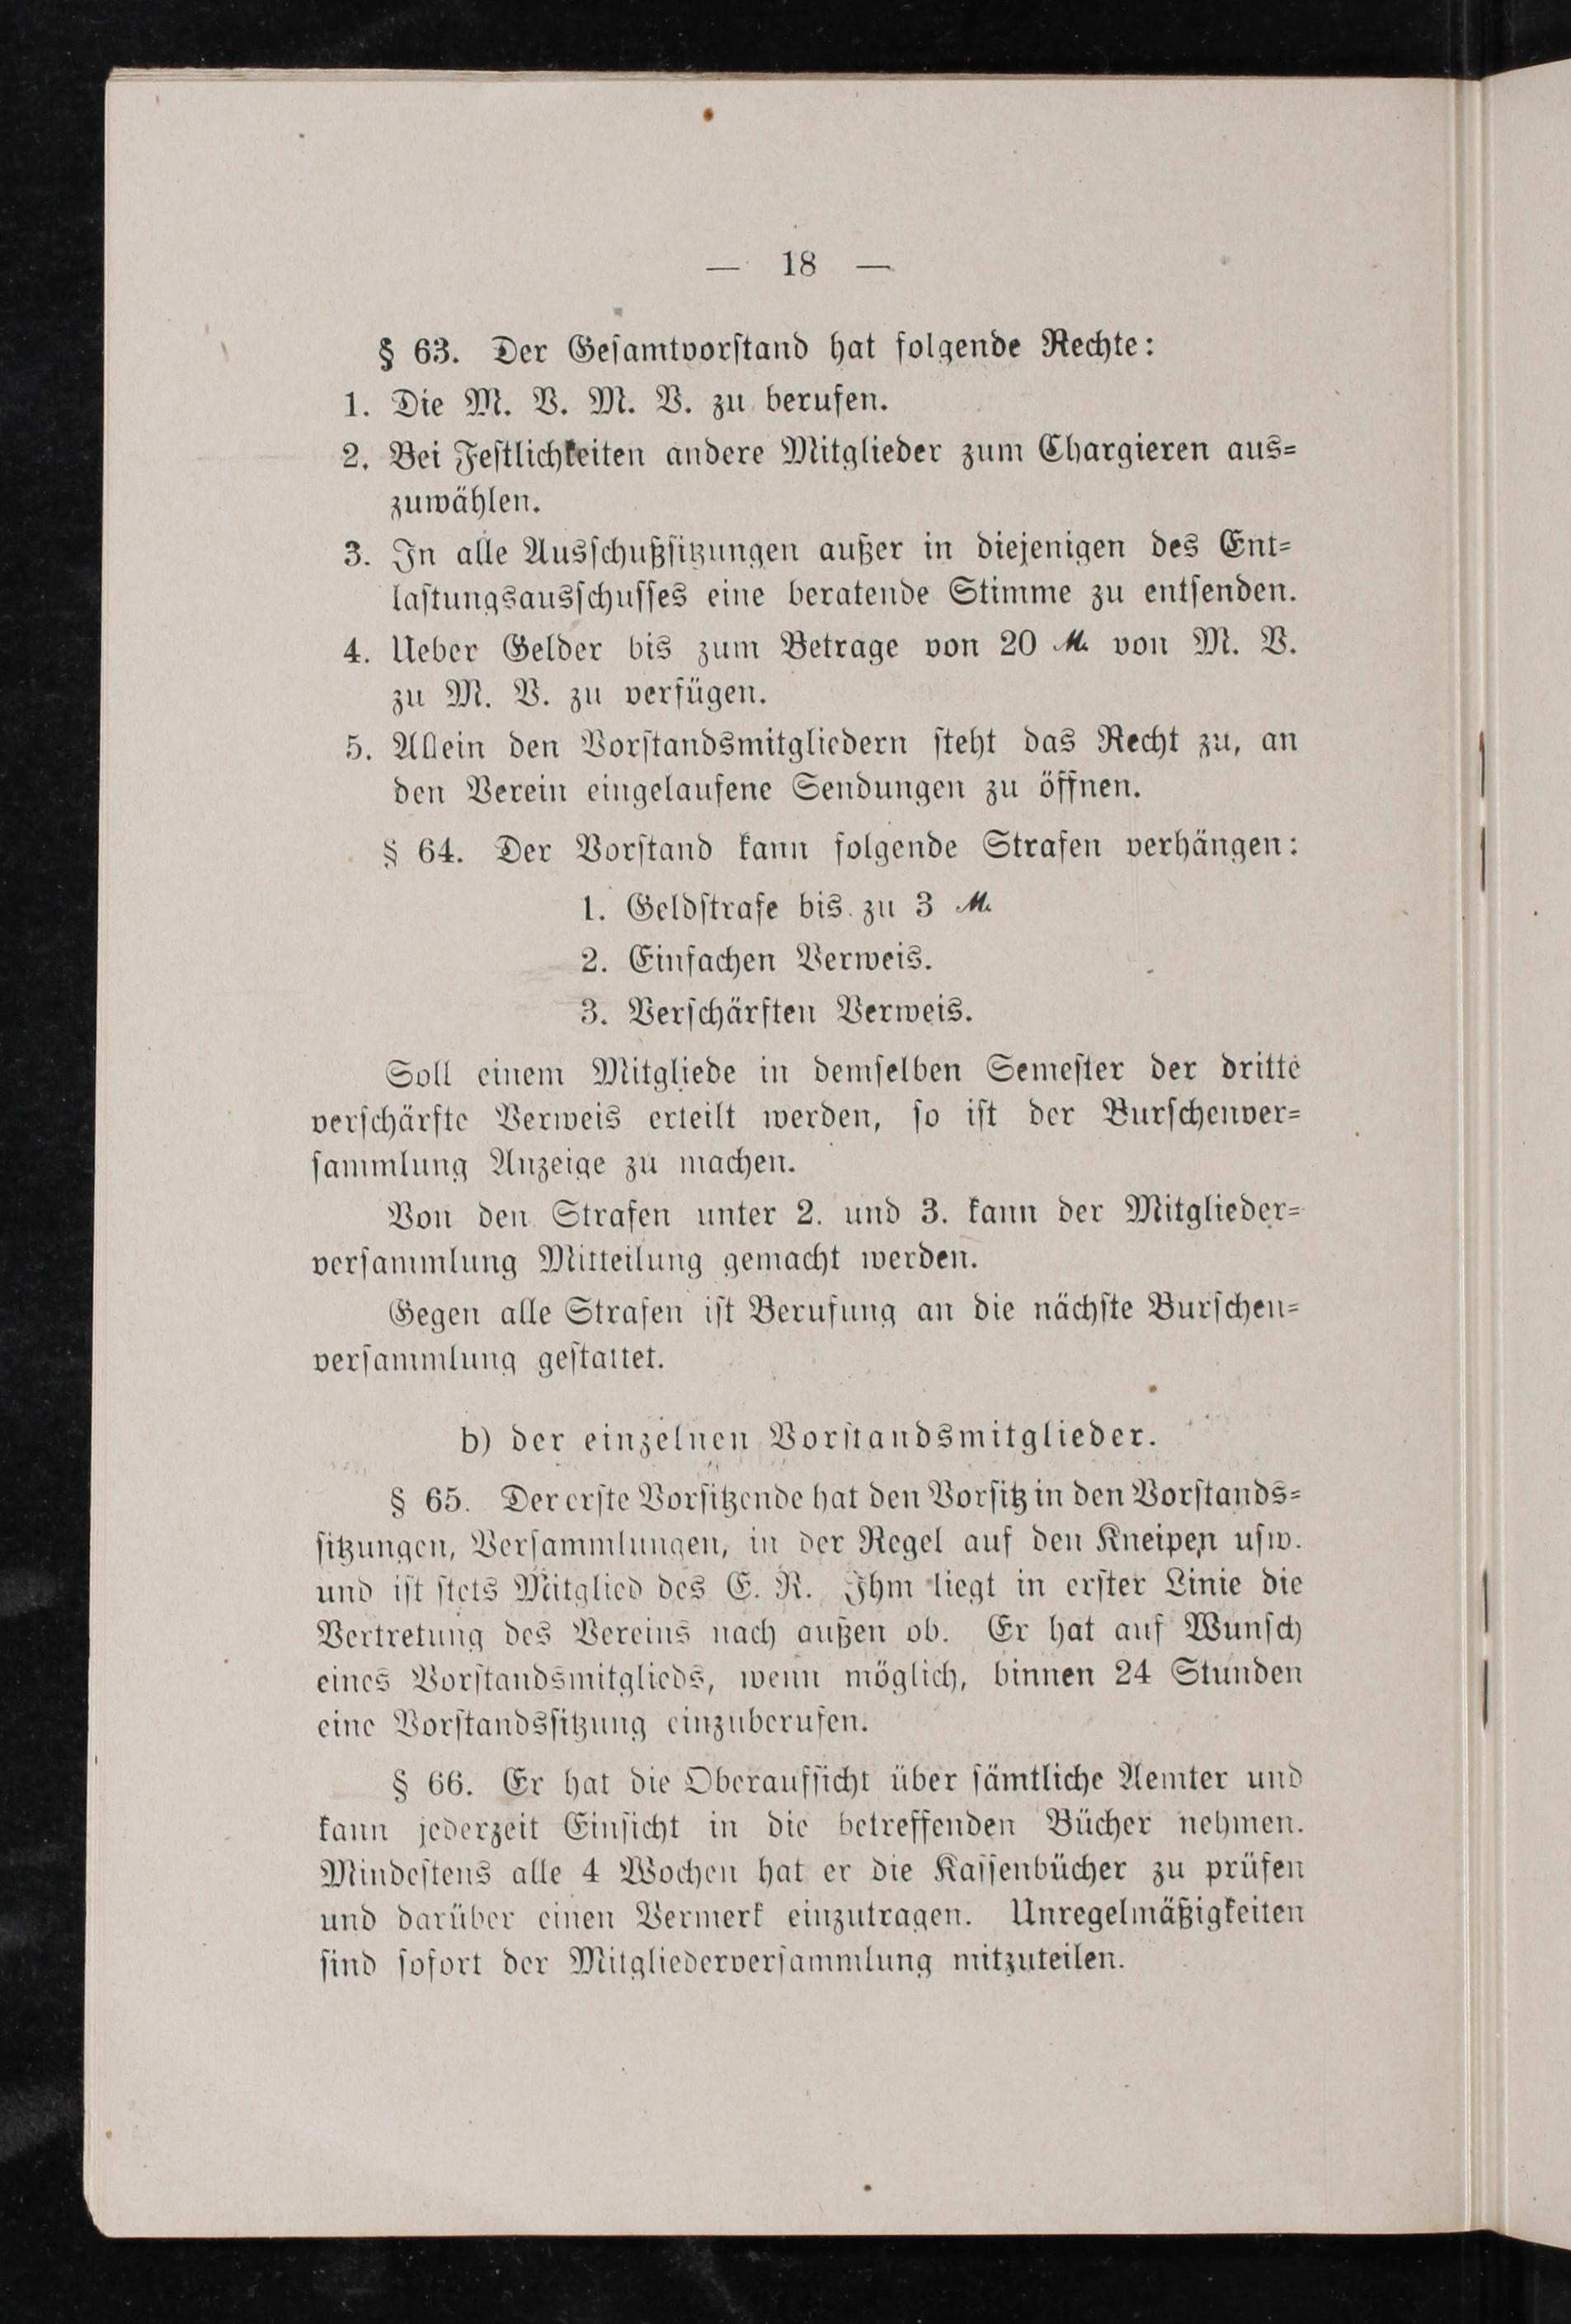 — 18 —
§ 63. Der Geſamtvorſtand hat folgende Rechte:
1. Die M. V. M. V. zu berufen.
2. Bei Feſtlichkeiten andere Mitglieder zum Chargieren aus=
zuwählen.
3. In alle Ausſchußſitzungen außer in diejenigen des Ent=
laſtungsausſchuſſes eine beratende Stimme zu entſenden.
4. Ueber Gelder bis zum Betrage von 20 ℳ von M. V.
zu M. V. zu verfügen.
5. Allein den Vorſtandsmitgliedern ſteht das Recht zu, an
den Verein eingelaufene Sendungen zu öffnen.
§ 64. Der Vorſtand kann folgende Strafen verhängen:
1. Geldſtrafe bis zu 3 ℳ
2. Einfachen Verweis.
3. Verſchärften Verweis.
Soll einem Mitgliede in demſelben Semeſter der dritte
verſchärfte Verweis erteilt werden, ſo iſt der Burſchenver=
ſammlung Anzeige zu machen.
Von den Strafen unter 2. und 3. kann der Mitglieder=
verſammlung Mitteilung gemacht werden.
Gegen alle Strafen iſt Berufung an die nächſte Burſchen=
verſammlung geſtattet.
b) der einzelnen Vorſtandsmitglieder.
§ 65. Der erſte Vorſitzende hat den Vorſitz in den Vorſtands=
ſitzungen, Verſammlungen, in der Regel auf den Kneipen uſw.
und iſt ſtets Mitglied des E. R. Ihm liegt in erſter Linie die
Vertretung des Vereins nach außen ob. Er hat auf Wunſch
eines Vorſtandsmitglieds, wenn möglich, binnen 24 Stunden
eine Vorſtandsſitzung einzuberufen.
§ 66. Er hat die Oberaufſicht über ſämtliche Aemter und
kann jederzeit Einſicht in die betreffenden Bücher nehmen.
Mindeſtens alle 4 Wochen hat er die Kaſſenbücher zu prüfen
und darüber einen Vermerk einzutragen. Unregelmäßigkeiten
ſind ſofort der Mitgliederverſammlung mitzuteilen.